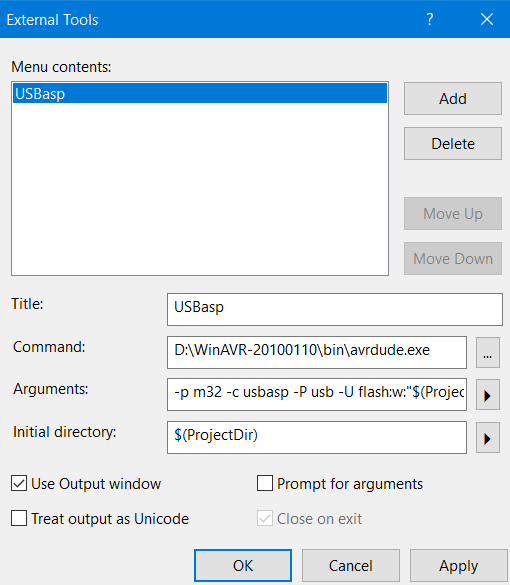 External Tools ?
Menu contents:
USBasp
Add
Delete
Move Up
Move Down
Title: USBasp
Command: D:\WinAVR-20100110\bin\avrdude.exe ...
Arguments: -p m32 -c usbasp -P usb -U flash:w:"$(Projec
Initial directory: $(ProjectDir)
Use Output window Prompt for arguments
Treat output as Unicode Close on exit
OK Cancel Apply